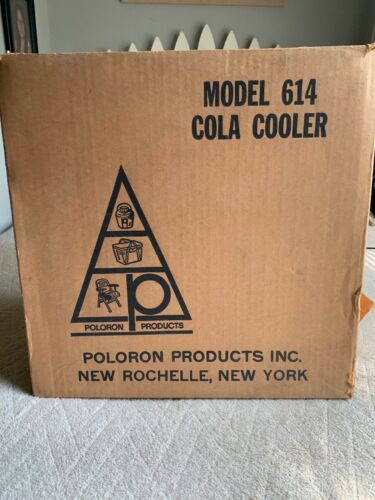 MODEL 614
COLA COOLER
p
POLORON PRODUCTS
POLORON PRODUCTS INC.
NEW ROCHELLE, NEW YORK